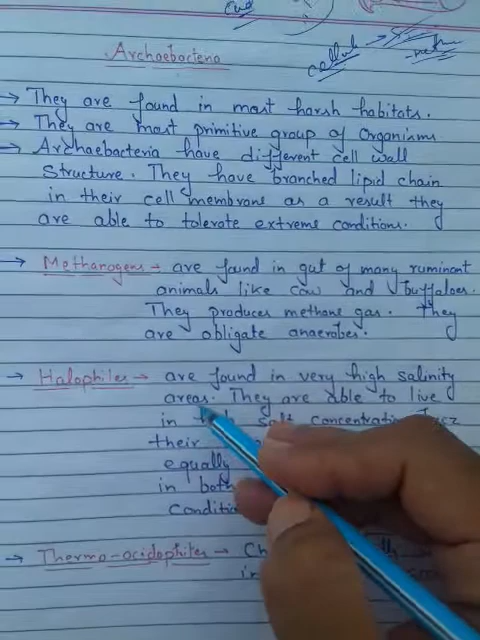 Archaebacteria
→ They are found in most harsh habitats.
→ They are most primitive group of Organisms
→ Archaebacteria have different cell wall
structure. They have branched lipid chain
in their cell membrane as a result they
are able to tolerate extreme conditions.
→ Methanogens → are found in gut of many ruminant
animals like cow and buffaloes.
They produces methane gas. They
are obligate anaerobes.
→ Halophiles → are found in very high salinity
areas. They are able to live
in salt
their
equally
in both
Conditio
→ Thermo-acidophiles →